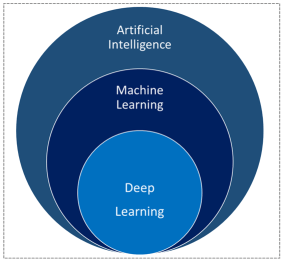 Artificial
Intelligence
Machine
Learning
Deep
Learning